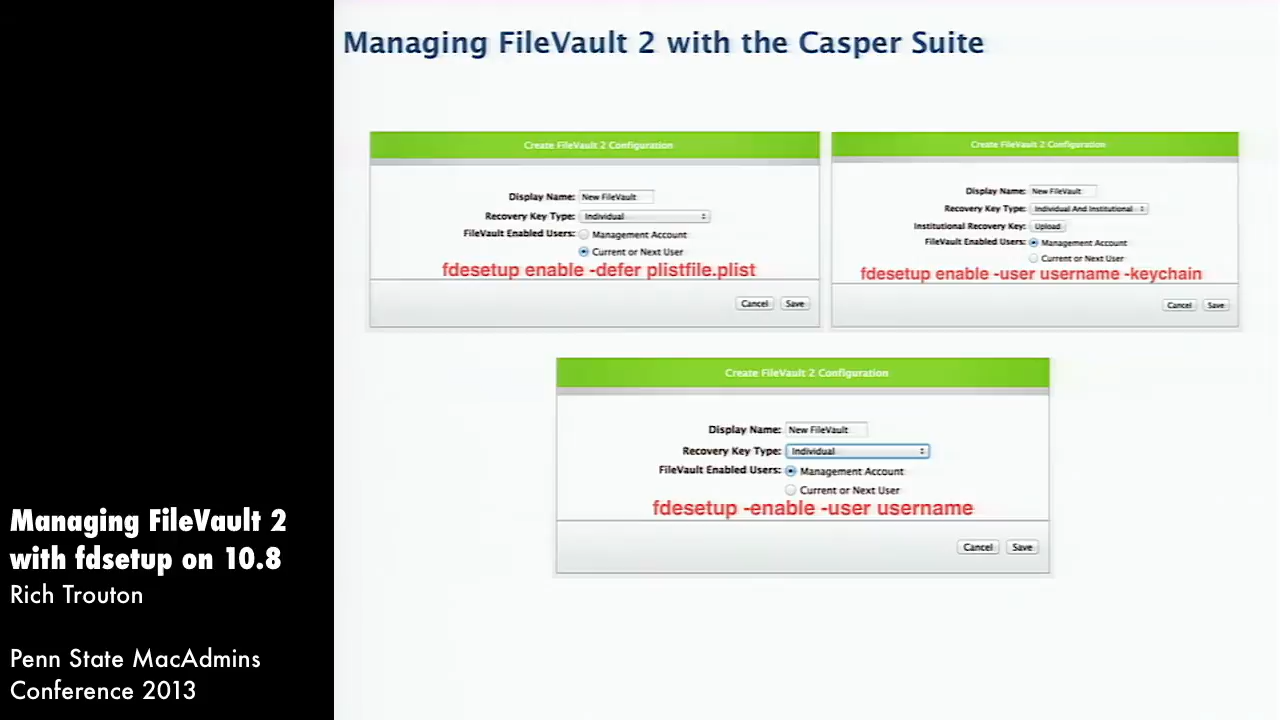 Managing FileVault 2 with the Casper Suite
Create FileVault 2 Configuration
Display Name: New FileVault
Recovery Key Type: Individual
FileVault Enabled Users: Management Account
Current or Next User
fdesetup enable -defer plistfile.plist
Cancel Save
Create FileVault 2 Configuration
Display Name: New FileVault
Recovery Key Type: Individual And Institutional
Institutional Recovery Key: Upload
FileVault Enabled Users: Management Account
Current or Next User
fdesetup enable -user username -keychain
Cancel Save
Create FileVault 2 Configuration
Display Name: New FileVault
Recovery Key Type: Individual
FileVault Enabled Users: Management Account
Current or Next User
fdesetup -enable -user username
Cancel Save
Managing FileVault 2
with fdsetup on 10.8
Rich Trouton
Penn State MacAdmins
Conference 2013